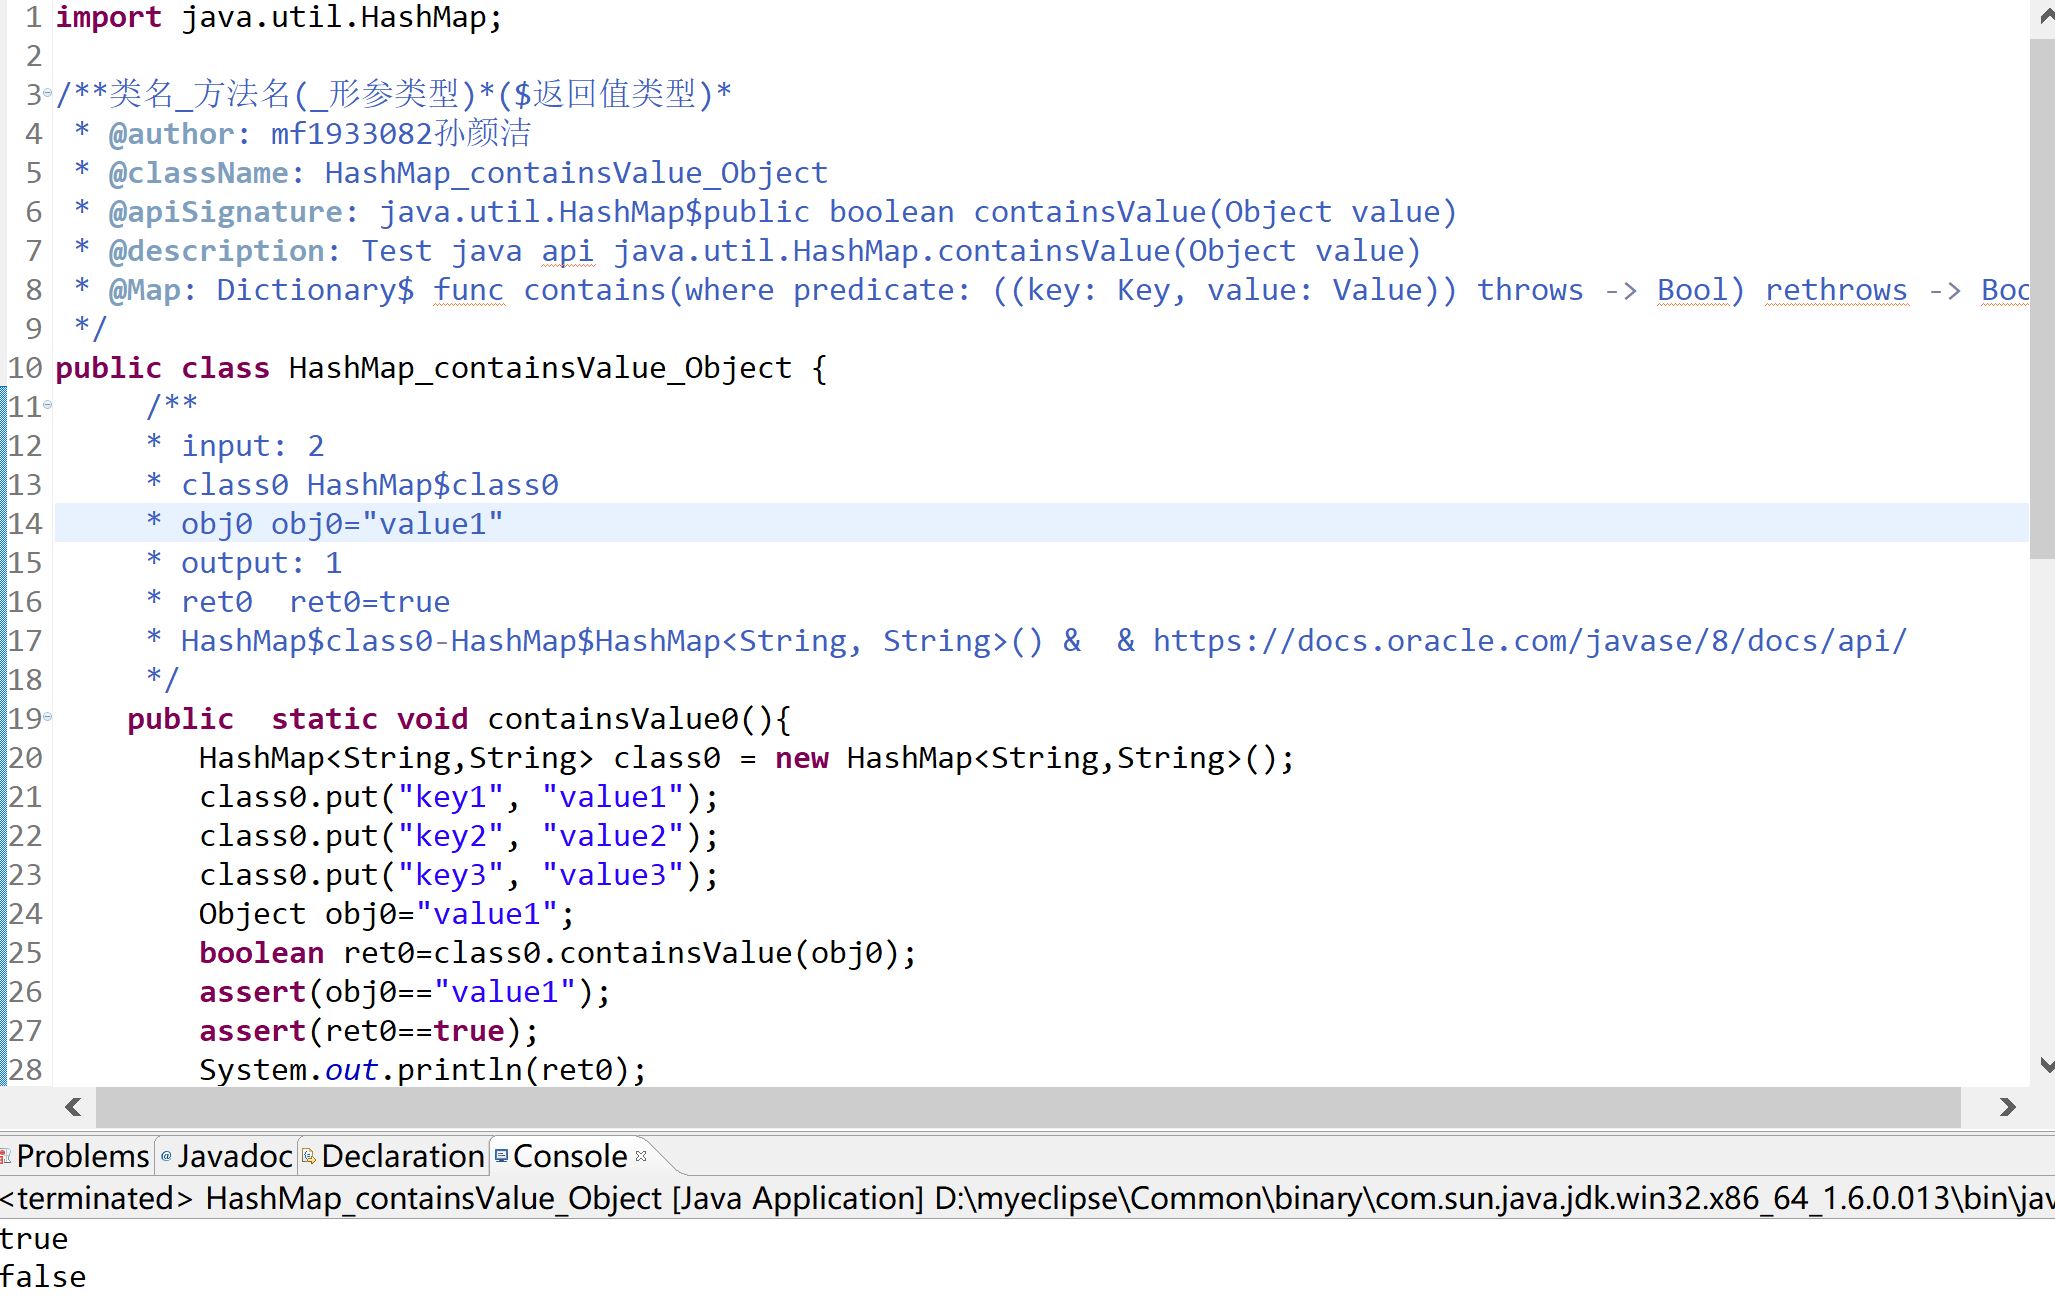 1 import java.util.HashMap;
2
3 /**类名_方法名(_形参类型)*($返回值类型)*
4 * @author: mf1933082孙颜洁
5 * @className: HashMap_containsValue_Object
6 * @apiSignature: java.util.HashMap$public boolean containsValue(Object value)
7 * @description: Test java api java.util.HashMap.containsValue(Object value)
8 * @Map: Dictionary$ func contains(where predicate: ((key: Key, value: Value)) throws -> Bool) rethrows -> Boo
9 */
10 public class HashMap_containsValue_Object {
11 /**
12 * input: 2
13 * class0 HashMap$class0
14 * obj0 obj0="value1"
15 * output: 1
16 * ret0  ret0=true
17 * HashMap$class0-HashMap$HashMap<String, String>() &  & https://docs.oracle.com/javase/8/docs/api/
18 */
19 public  static void containsValue0(){
20 HashMap<String,String> class0 = new HashMap<String,String>();
21 class0.put("key1", "value1");
22 class0.put("key2", "value2");
23 class0.put("key3", "value3");
24 Object obj0="value1";
25 boolean ret0=class0.containsValue(obj0);
26 assert(obj0=="value1");
27 assert(ret0==true);
28 System.out.println(ret0);
Problems @ Javadoc Declaration Console
<terminated> HashMap_containsValue_Object [Java Application] D:\myeclipse\Common\binary\com.sun.java.jdk.win32.x86_64_1.6.0.013\bin\jav
true
false